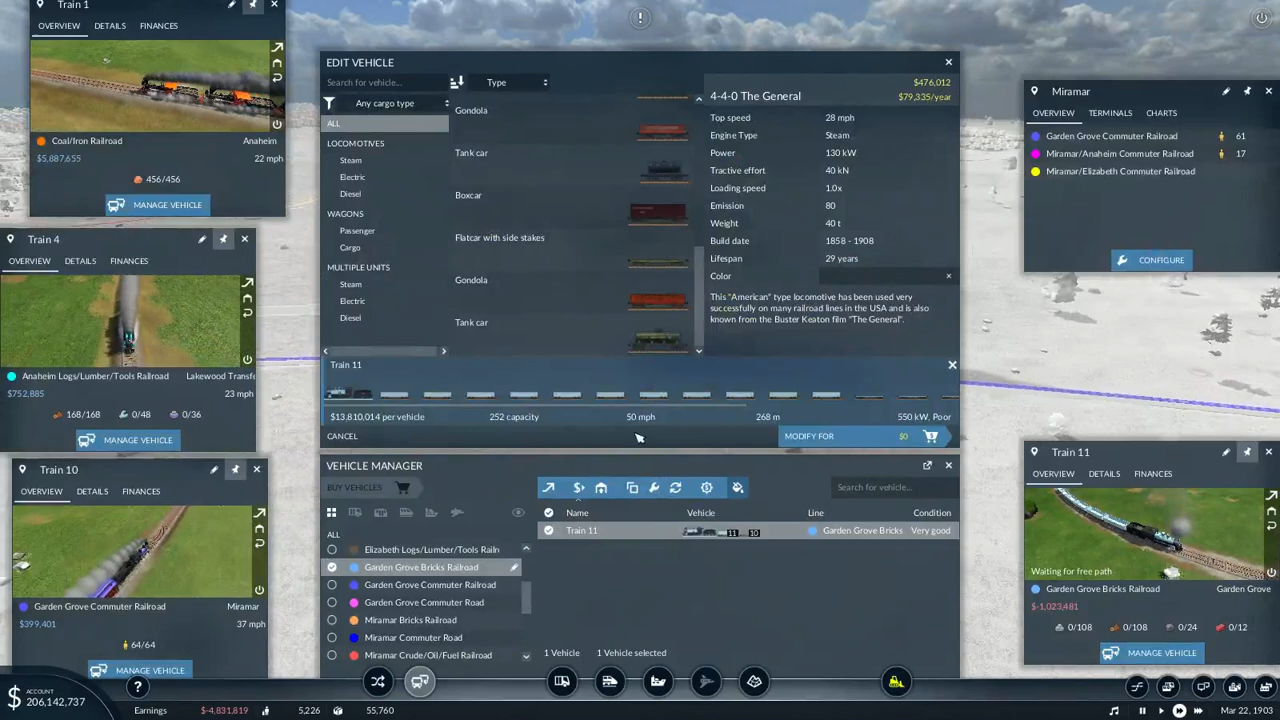 Train 1
OVERVIEW DETAILS FINANCES
Coal/Iron Railroad Anaheim
$5,887,655 22 mph
456/456
MANAGE VEHICLE
Train 4
OVERVIEW DETAILS FINANCES
Anaheim Logs/Lumber/Tools Railroad Lakewood Transfe
$752,885 23 mph
168/168 0/48 0/36
MANAGE VEHICLE
Train 10
OVERVIEW DETAILS FINANCES
Garden Grove Commuter Railroad Miramar
$399,401 37 mph
64/64
MANAGE VEHICLE
EDIT VEHICLE
Search for vehicle... Type
Any cargo type
ALL
LOCOMOTIVES
Steam
Electric
Diesel
WAGONS
Passenger
Cargo
MULTIPLE UNITS
Steam
Electric
Diesel
Gondola
Tank car
Boxcar
Flatcar with side stakes
Gondola
Tank car
$476,012
4-4-0 The General $79,335/year
Top speed 28 mph
Engine Type Steam
Power 130 kW
Tractive effort 40 kN
Loading speed 1.0x
Emission 80
Weight 40 t
Build date 1858 - 1908
Lifespan 29 years
Color
This "American" type locomotive has been used very
successfully on many railroad lines in the USA and is also
known from the Buster Keaton film "The General".
Train 11
$13,810,014 per vehicle 252 capacity 50 mph 268 m 550 kW, Poor
CANCEL MODIFY FOR $0
VEHICLE MANAGER
BUY VEHICLES Search for vehicle...
Name Vehicle Line Condition
Train 11 11 10 Garden Grove Bricks Very good
ALL
Elizabeth Logs/Lumber/Tools Railr
Garden Grove Bricks Railroad
Garden Grove Commuter Railroad
Garden Grove Commuter Road
Miramar Bricks Railroad
Miramar Commuter Road
Miramar Crude/Oil/Fuel Railroad
1 Vehicle 1 Vehicle selected
Miramar
OVERVIEW TERMINALS CHARTS
Garden Grove Commuter Railroad 61
Miramar/Anaheim Commuter Railroad 17
Miramar/Elizabeth Commuter Railroad
CONFIGURE
Train 11
OVERVIEW DETAILS FINANCES
Waiting for free path
Garden Grove Bricks Railroad Garden Grove
$-1,023,481
0/108 0/108 0/24 0/12
MANAGE VEHICLE
$ ACCOUNT
206,142,737
?
Earnings $-4,831,819 5,226 55,760
Mar 22, 1903